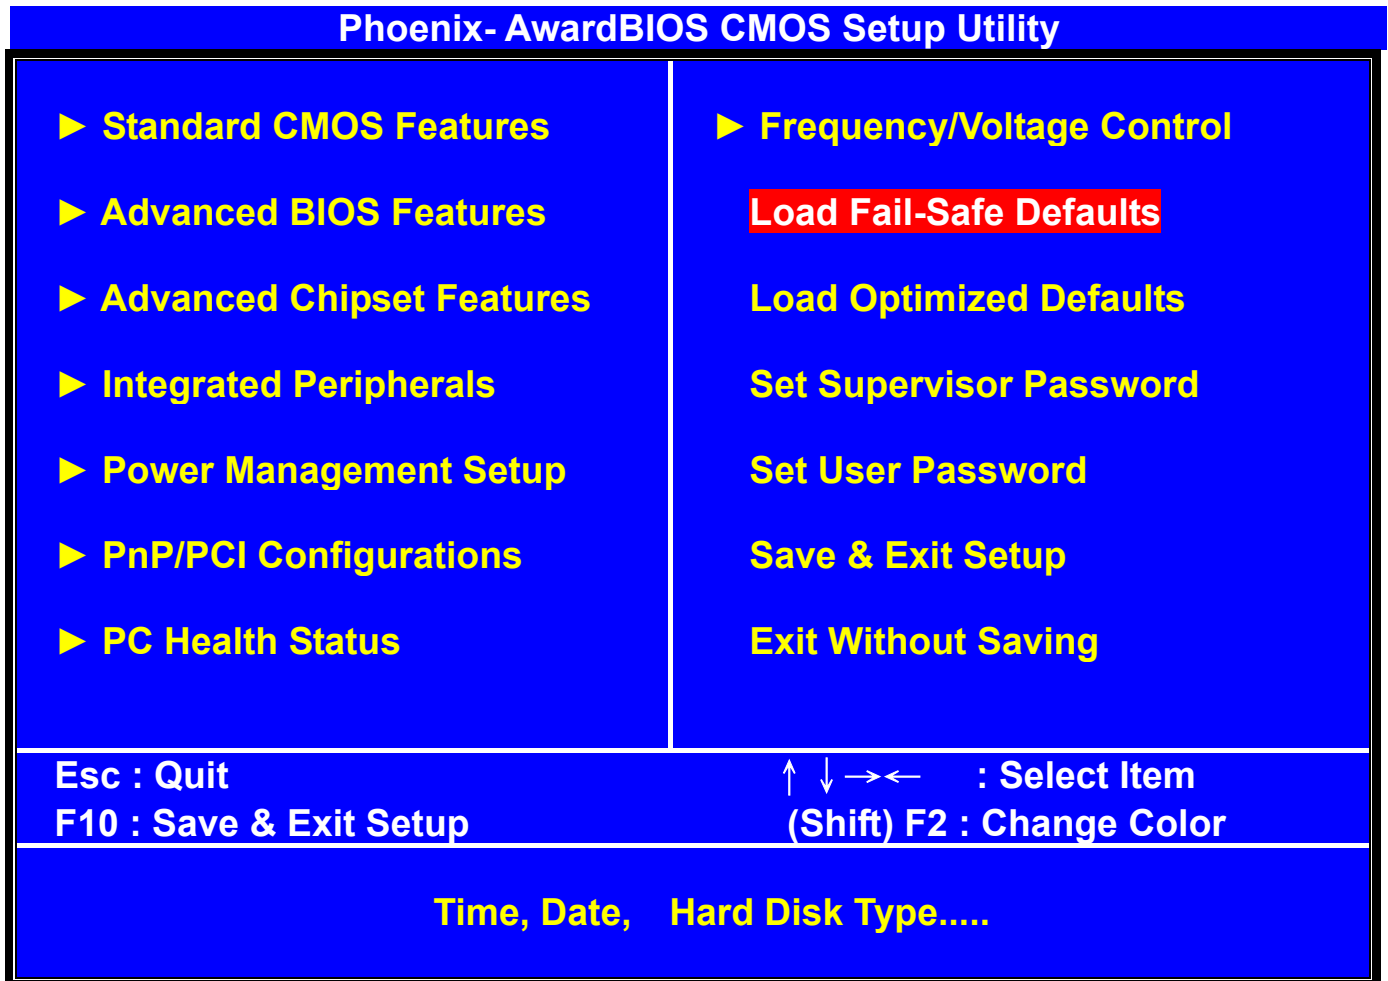 Phoenix- AwardBIOS CMOS Setup Utility
► Standard CMOS Features
► Advanced BIOS Features
► Advanced Chipset Features
► Integrated Peripherals
► Power Management Setup
► PnP/PCI Configurations
► PC Health Status
► Frequency/Voltage Control
Load Fail-Safe Defaults
Load Optimized Defaults
Set Supervisor Password
Set User Password
Save & Exit Setup
Exit Without Saving
Esc : Quit
F10 : Save & Exit Setup
↑ ↓ → ← : Select Item
(Shift) F2 : Change Color
Time, Date, Hard Disk Type.....